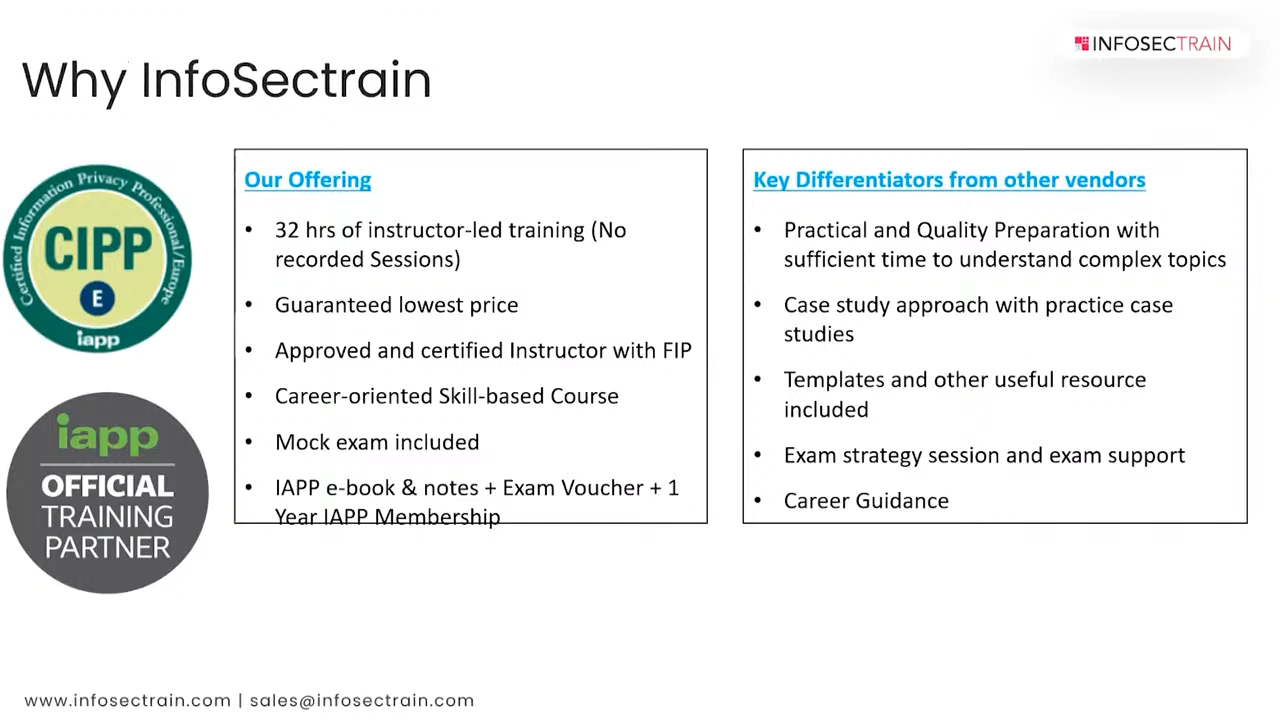 INFOSECTRAIN
Why InfoSectrain
Certified Information Privacy Professional/Europe
CIPP
E
iapp
iapp
OFFICIAL
TRAINING
PARTNER
Our Offering
• 32 hrs of instructor-led training (No
recorded Sessions)
• Guaranteed lowest price
• Approved and certified Instructor with FIP
• Career-oriented Skill-based Course
• Mock exam included
• IAPP e-book & notes + Exam Voucher + 1
Year IAPP Membership
Key Differentiators from other vendors
• Practical and Quality Preparation with
sufficient time to understand complex topics
• Case study approach with practice case
studies
• Templates and other useful resource
included
• Exam strategy session and exam support
• Career Guidance
www.infosectrain.com | sales@infosectrain.com